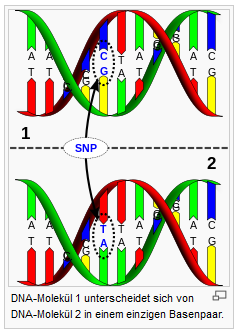 A A C T A A C
T T G A T T G
1
SNP
2
A A T T A A C
T T A A T T G
DNA-Molekül 1 unterscheidet sich von
DNA-Molekül 2 in einem einzigen Basenpaar.